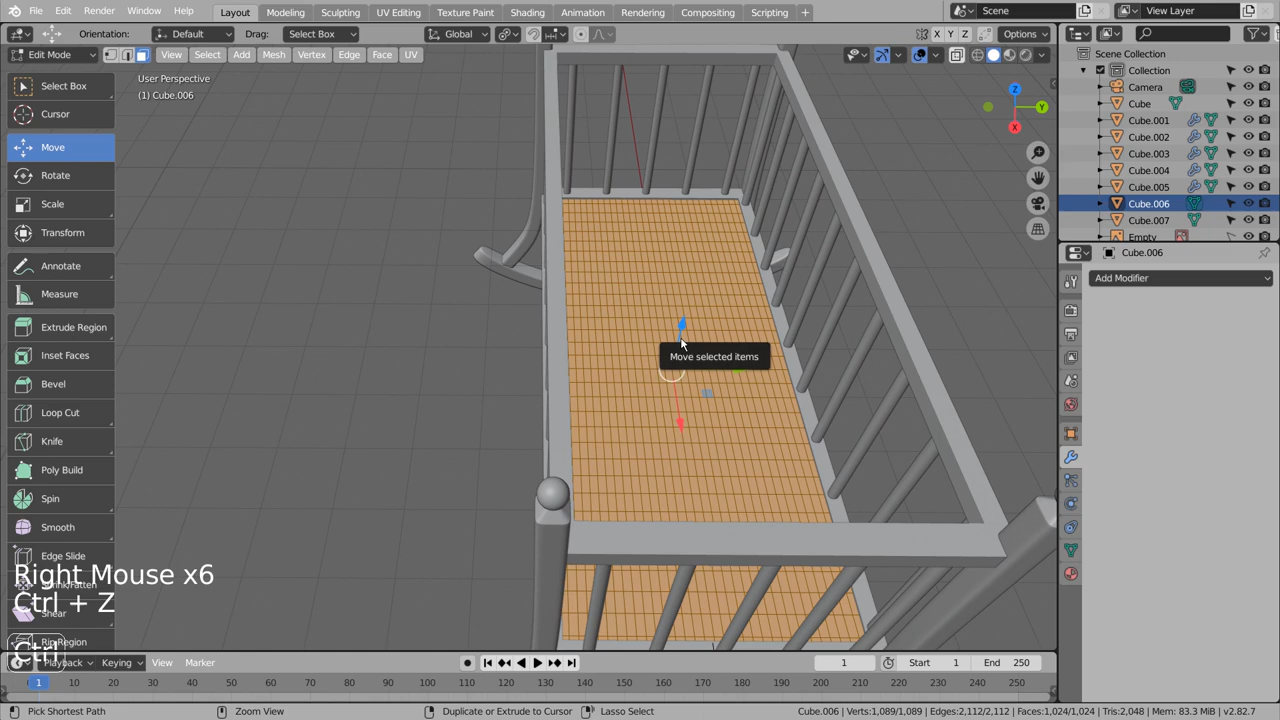 File Edit Render Window Help Layout Modeling Sculpting UV Editing Texture Paint Shading Animation Rendering Compositing Scripting + Scene View Layer
Orientation: Default Drag: Select Box Global X Y Z Options
Edit Mode View Select Add Mesh Vertex Edge Face UV
Scene Collection
Collection
Camera
Cube
Cube.001
Cube.002
Cube.003
Cube.004
Cube.005
Cube.006
Cube.007
Empty
User Perspective
(1) Cube.006
Z
Y
X
Select Box
Cursor
Move
Rotate
Scale
Transform
Annotate
Measure
Extrude Region
Inset Faces
Bevel
Loop Cut
Knife
Poly Build
Spin
Smooth
Edge Slide
Shrink/Fatten
Shear
Rip Region
Move selected items
Right Mouse x6
Ctrl + Z
Ctrl
Cube.006
Add Modifier
Playback Keying View Marker 1 Start 1 End 250
1 10 20 30 40 50 60 70 80 90 100 110 120 130 140 150 160 170 180 190 200 210 220 230 240 250
Pick Shortest Path Zoom View Duplicate or Extrude to Cursor Lasso Select Cube.006 | Verts:1,089/1,089 | Edges:2,112/2,112 | Faces:1,024/1,024 | Tris:2,048 | Mem: 83.3 MiB | v2.82.7